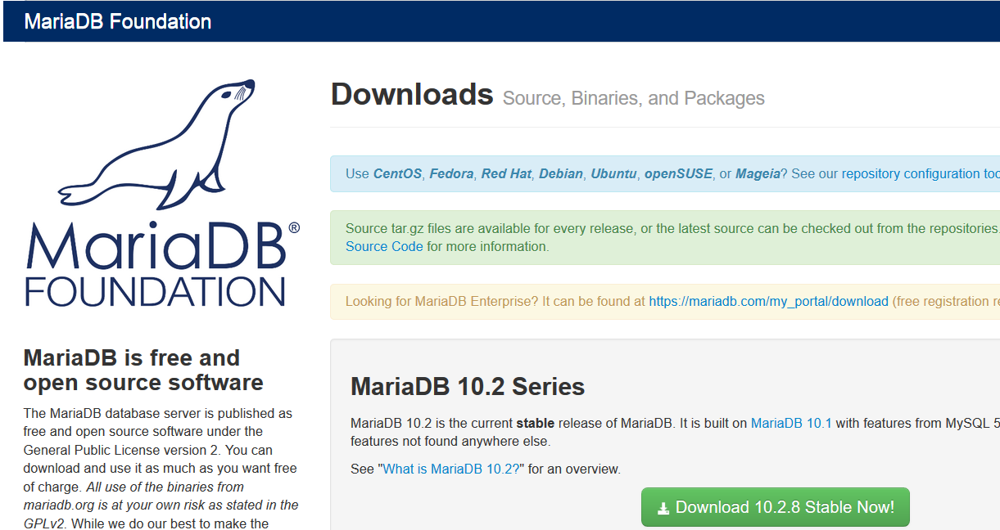 MariaDB Foundation
MariaDB®
FOUNDATION
MariaDB is free and
open source software
The MariaDB database server is published as
free and open source software under the
General Public License version 2. You can
download and use it as much as you want free
of charge. All use of the binaries from
mariadb.org is at your own risk as stated in the
GPLv2. While we do our best to make the
Downloads Source, Binaries, and Packages
Use CentOS, Fedora, Red Hat, Debian, Ubuntu, openSUSE, or Mageia? See our repository configuration
Source tar.gz files are available for every release, or the latest source can be checked out from the repositories.
Source Code for more information.
Looking for MariaDB Enterprise? It can be found at https://mariadb.com/my_portal/download (free registration
MariaDB 10.2 Series
MariaDB 10.2 is the current stable release of MariaDB. It is built on MariaDB 10.1 with features from MySQL 5
features not found anywhere else.
See "What is MariaDB 10.2?" for an overview.
Download 10.2.8 Stable Now!